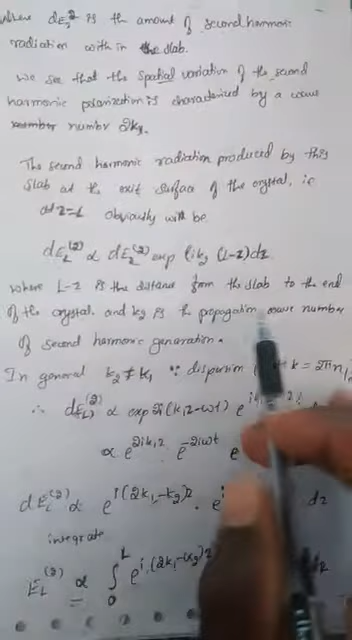 where dE₂⁽²⁾ is the amount of second harmonic
radiation with in the slab.
we see that the spatial variation of the second
harmonic polarization is characterized by a wave
number 2k₁.
The second harmonic radiation produced by this
slab at the exit surface of the crystal, ie
at z=L obviously will be
dE_L⁽²⁾ ∝ dE_z⁽²⁾ exp (ik₂ (L-z)dz
where L-z is the distance from the slab to the end
of the crystal and k₂ is the propagation wave number
of second harmonic generation.
In general k₂ ≠ k₁ ∵ k = 2πn
∴ dE_L⁽²⁾ ∝ exp 2i(k₁z-ωt) e
∝ e^{2ik₁z} . e^{-2iωt} e
dE_L⁽²⁾ ∝ e^{i(2k₁-k₂)z} . e dz
integrate
E_L⁽²⁾ ∝ ∫₀ᴸ e^{i(2k₁-k₂)z}